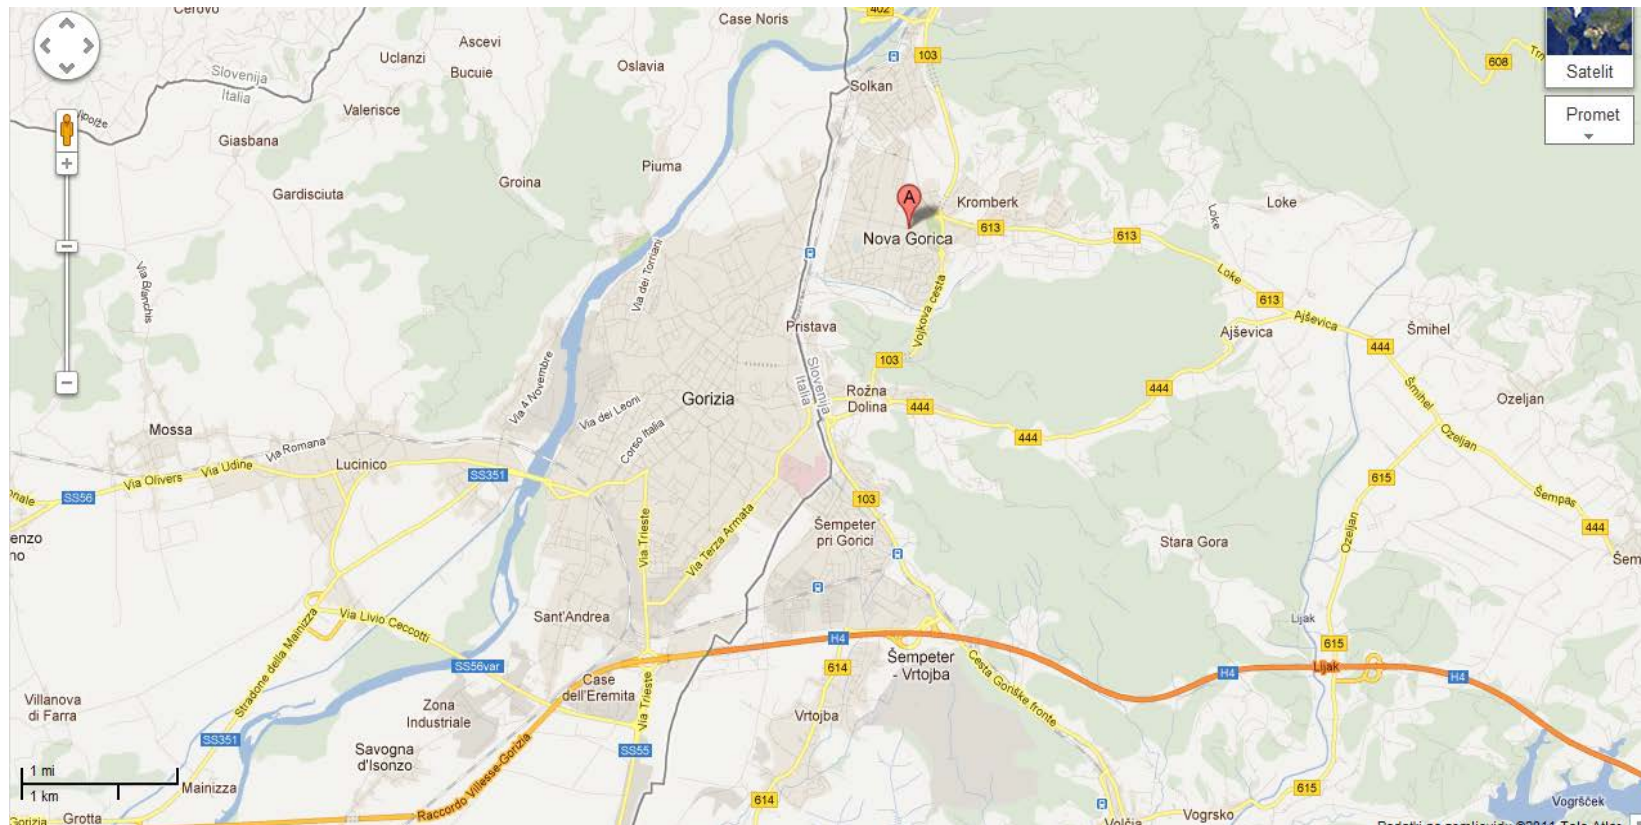 Cerovo
Case Noris
402
Ascevi
Uclanzi
Bucuie
Oslavia
103
608
Slovenija
Italia
Satelit
Valerisce
Solkan
Promet
Giasbana
Piuma
Groina
Gardisciuta
A
Kromberk
Loke
Loke
613
613
Nova Gorica
Via dei Torriani
Via Blanchis
Loke
613
Vojkova cesta
Pristava
Ajševica
Ajševica
Šmihel
444
103
Slovenija
Italia
Via 4 Novembre
Rožna
Dolina
444
444
Šmihel
Ozeljan
Gorizia
Via dei Leoni
Corso Italia
444
Ozeljan
Mossa
Via Romana
Lucinico
Via Udine
Via Olivers
SS56
SS351
615
103
Šempas
444
Šempeter
pri Gorici
Via Trieste
Via Terza Armata
Ozeljan
Stara Gora
enzo
no
Šem
Sant'Andrea
Via Livio Ceccotti
Lijak
615
H4
614
Šempeter
- Vrtojba
Cesta Goriške fronte
H4
Lijak
H4
SS56var
Stradone della Mainizza
Case
dell'Eremita
Via Trieste
Villanova
di Farra
Zona
Industriale
Vrtojba
SS351
Savogna
d'Isonzo
SS55
Raccordo Villesse-Gorizia
1 mi
1 km
Mainizza
614
615
Vogršček
Vogrsko
Volčja
Gorizia
Grotta